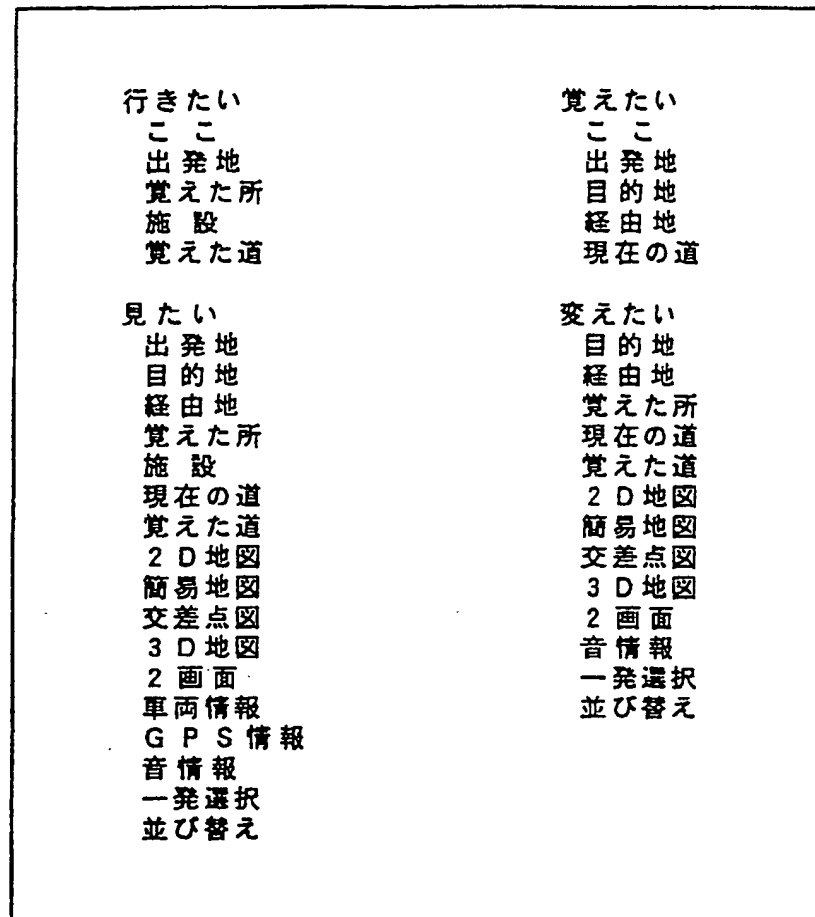 行きたい
ここ
出発地
覚えた所
施設
覚えた道
見たい
出発地
目的地
経由地
覚えた所
施設
現在の道
覚えた道
2D地図
簡易地図
交差点図
3D地図
2画面
車両情報
GPS情報
音情報
一発選択
並び替え
覚えたい
ここ
出発地
目的地
経由地
現在の道
変えたい
目的地
経由地
覚えた所
現在の道
覚えた道
2D地図
簡易地図
交差点図
3D地図
2画面
音情報
一発選択
並び替え